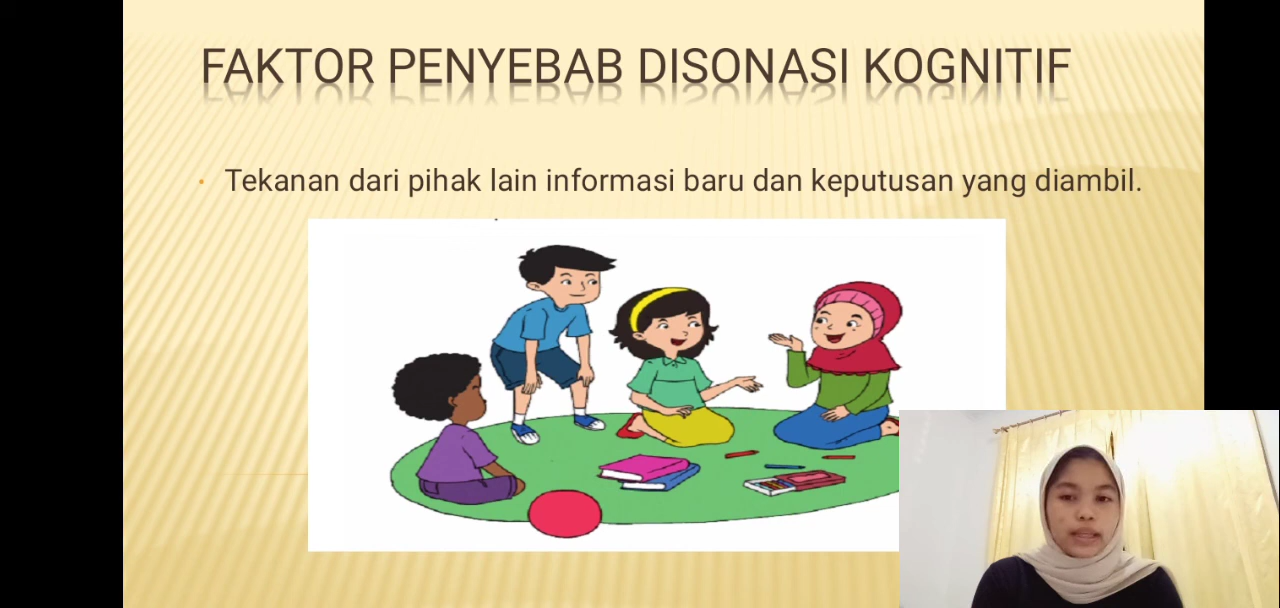 FAKTOR PENYEBAB DISONASI KOGNITIF
Tekanan dari pihak lain informasi baru dan keputusan yang diambil.